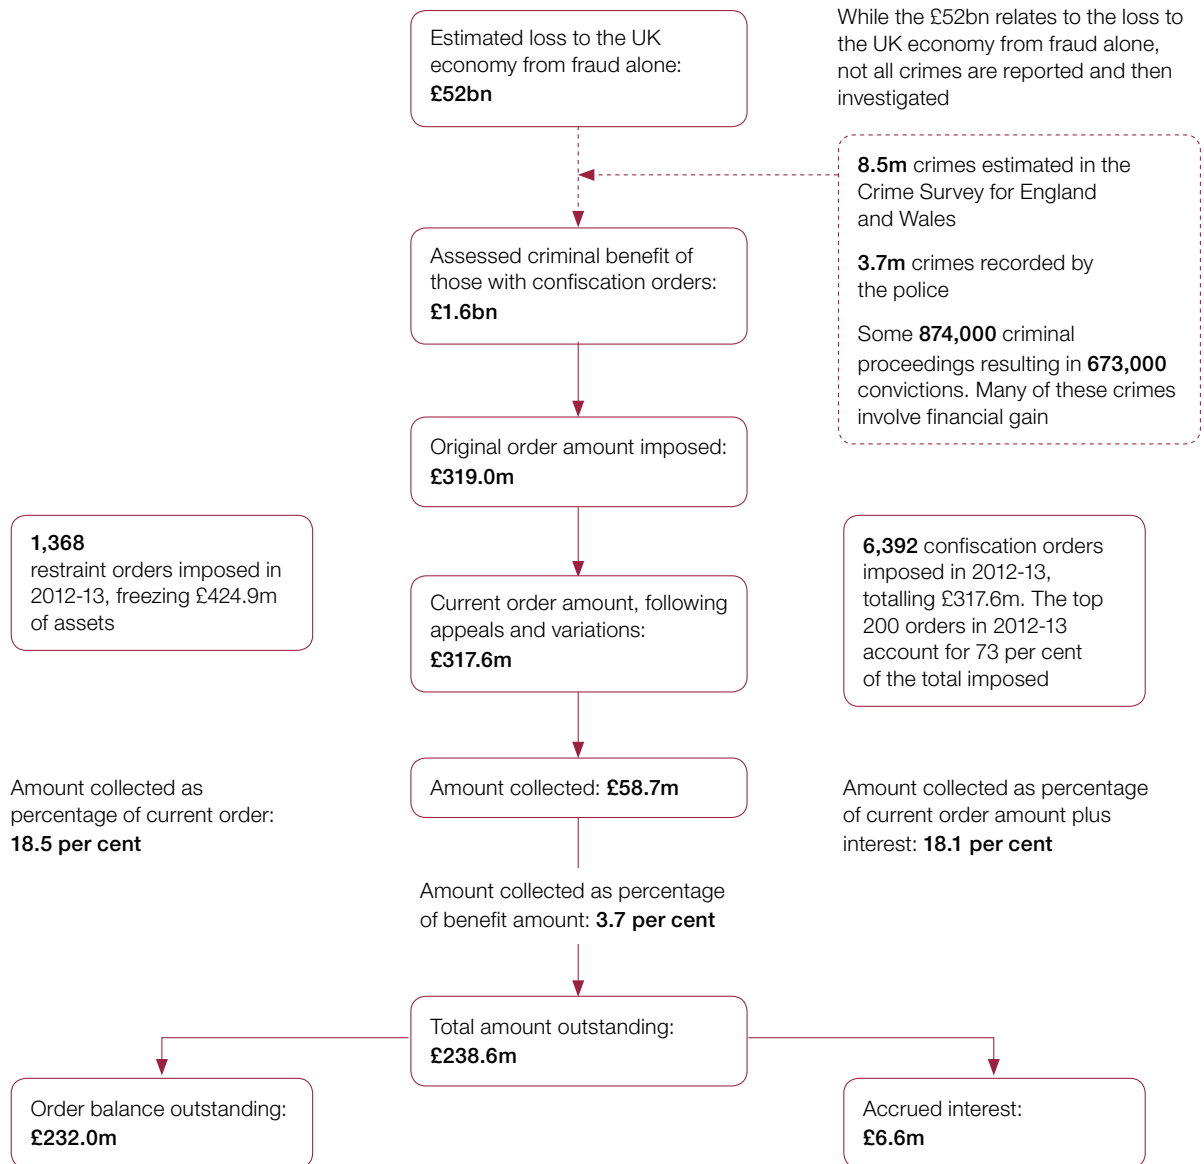 Estimated loss to the UK
economy from fraud alone:
£52bn
While the £52bn relates to the loss to
the UK economy from fraud alone,
not all crimes are reported and then
investigated
8.5m crimes estimated in the
Crime Survey for England
and Wales
3.7m crimes recorded by
the police
Some 874,000 criminal
proceedings resulting in 673,000
convictions. Many of these crimes
involve financial gain
Assessed criminal benefit of
those with confiscation orders:
£1.6bn
Original order amount imposed:
£319.0m
1,368
restraint orders imposed in
2012-13, freezing £424.9m
of assets
Current order amount, following
appeals and variations:
£317.6m
6,392 confiscation orders
imposed in 2012-13,
totalling £317.6m. The top
200 orders in 2012-13
account for 73 per cent
of the total imposed
Amount collected as
percentage of current order:
18.5 per cent
Amount collected: £58.7m
Amount collected as percentage
of current order amount plus
interest: 18.1 per cent
Amount collected as percentage
of benefit amount: 3.7 per cent
Total amount outstanding:
£238.6m
Order balance outstanding:
£232.0m
Accrued interest:
£6.6m